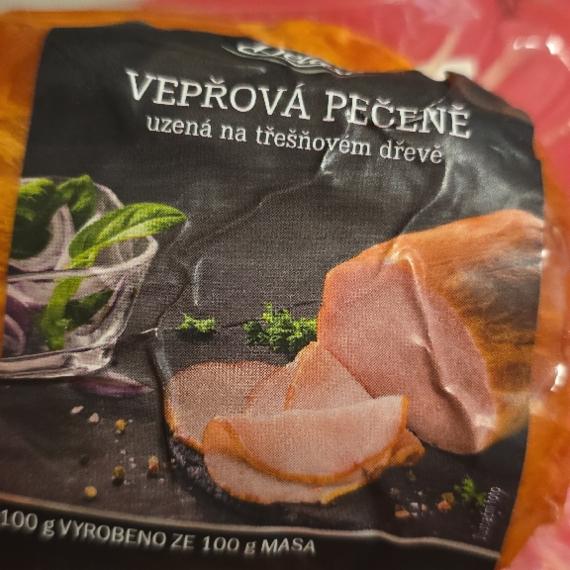 VEPŘOVÁ PEČENĚ
uzená na třešňovém dřevě
100 g VYROBENO ZE 100 g MASA